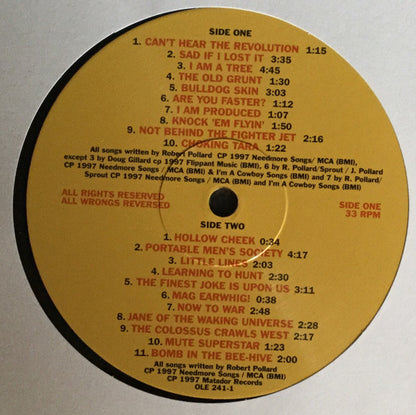 SIDE ONE
1. CAN'T HEAR THE REVOLUTION 1:15
2. SAD IF I LOST IT 3:35
3. I AM A TREE 4:45
4. THE OLD GRUNT 1:30
5. BULLDOG SKIN 3:03
6. ARE YOU FASTER? 1:12
7. I AM PRODUCED 1:07
8. KNOCK 'EM FLYIN' 1:50
9. NOT BEHIND THE FIGHTER JET 2:16
10. CHOKING TARA 1:22
All songs written by Robert Pollard CP 1997 Needmore Songs/ MCA (BMI),
except 3 by Doug Gillard cp 1997 Flippant Music (BMI), 6 by R. Pollard/ Sprout / J. Pollard
CP 1997 Needmore Songs / MCA (BMI) & I'm A Cowboy Songs (BMI) and 7 by R. Pollard/
Sprout CP 1997 Needmore Songs / MCA (BMI) and I'm A Cowboy Songs (BMI)
ALL RIGHTS RESERVED
ALL WRONGS REVERSED
SIDE ONE
33 RPM
SIDE TWO
1. HOLLOW CHEEK 0:34
2. PORTABLE MEN'S SOCIETY 4:17
3. LITTLE LINES 2:03
4. LEARNING TO HUNT 2:30
5. THE FINEST JOKE IS UPON US 3:11
6. MAG EARWHIG! 0:38
7. NOW TO WAR 2:48
8. JANE OF THE WAKING UNIVERSE 2:28
9. THE COLOSSUS CRAWLS WEST 2:17
10. MUTE SUPERSTAR 1:23
11. BOMB IN THE BEE-HIVE 2:00
All songs written by Robert Pollard
CP 1997 Needmore Songs / MCA (BMI)
CP 1997 Matador Records
OLE 241-1